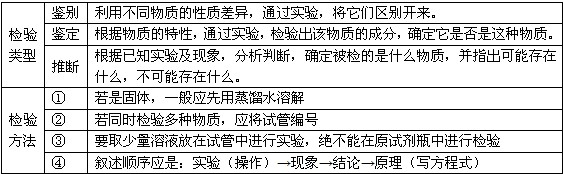 检验类型
鉴别 利用不同物质的性质差异，通过实验，将它们区别开来。
鉴定 根据物质的特性，通过实验，检验出该物质的成分，确定它是否是这种物质。
推断 根据已知实验及现象，分析判断，确定被检的是什么物质，并指出可能存在什么，不可能存在什么。
检验方法
① 若是固体，一般应先用蒸馏水溶解
② 若同时检验多种物质，应将试管编号
③ 要取少量溶液放在试管中进行实验，绝不能在原试剂瓶中进行检验
④ 叙述顺序应是：实验（操作）→现象→结论→原理（写方程式）